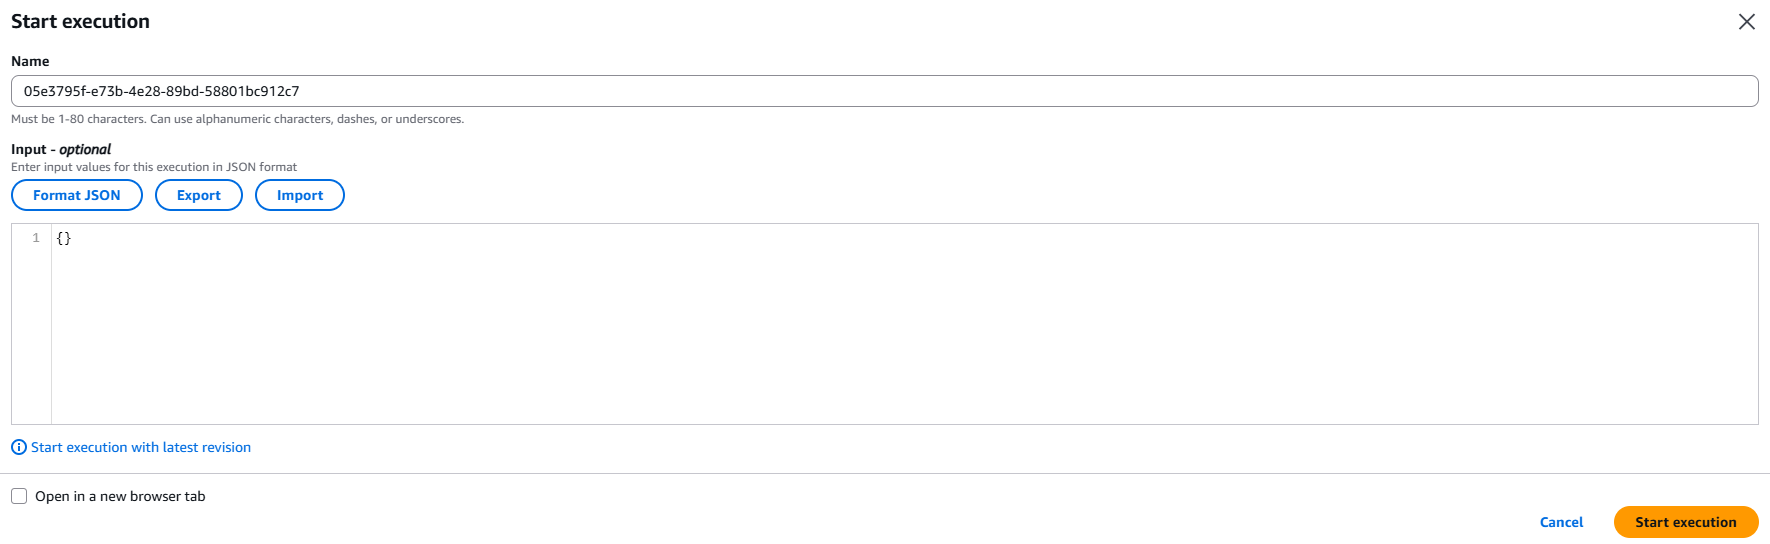 Start execution
Name
05e3795f-e73b-4e28-89bd-58801bc912c7
Must be 1-80 characters. Can use alphanumeric characters, dashes, or underscores.
Input - optional
Enter input values for this execution in JSON format
Format JSON Export Import
1 {}
Start execution with latest revision
Open in a new browser tab
Cancel Start execution